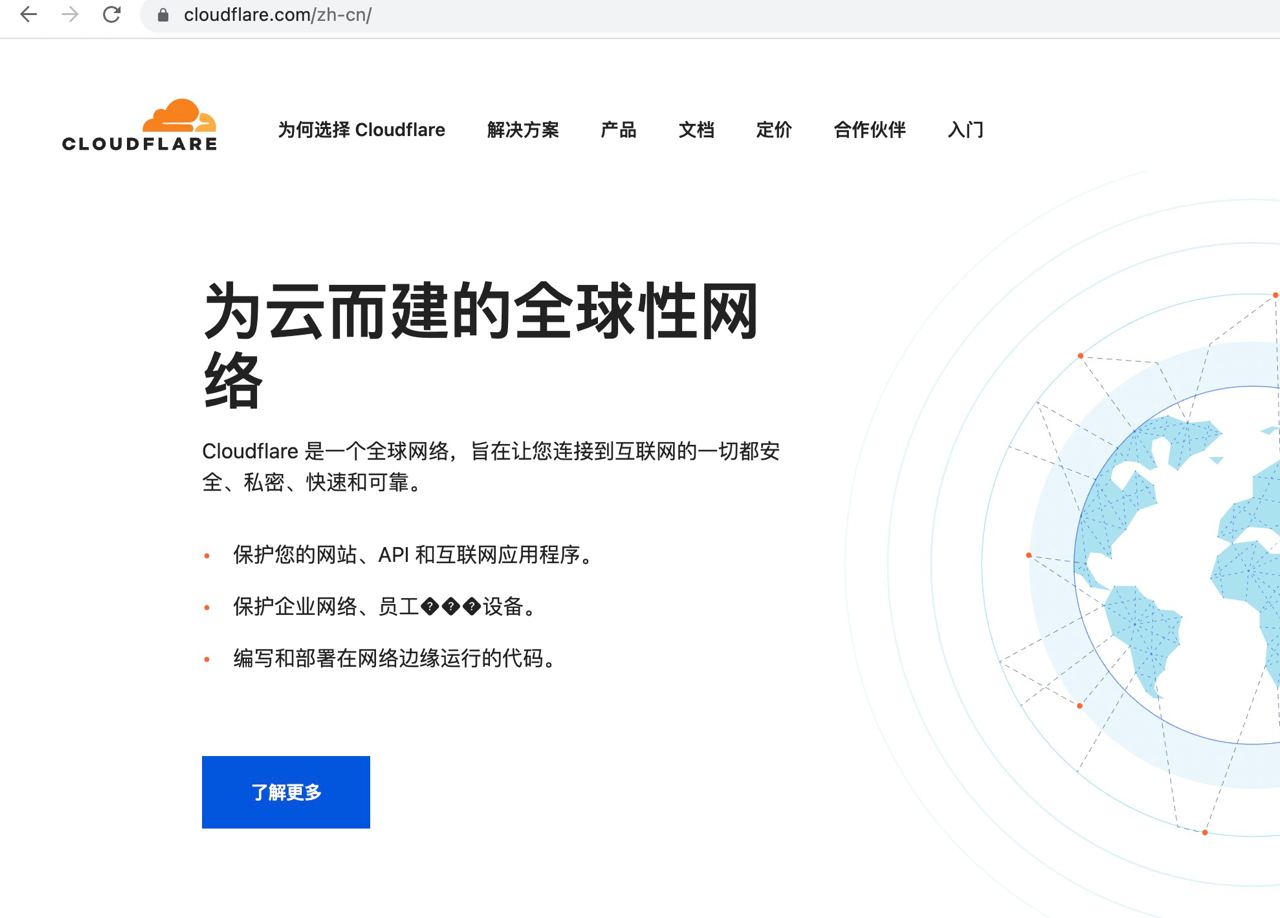 cloudflare.com/zh-cn/
CLOUDFLARE
为何选择 Cloudflare 解决方案 产品 文档 定价 合作伙伴 入门
为云而建的全球性网
络
Cloudflare 是一个全球网络，旨在让您连接到互联网的一切都安
全、私密、快速和可靠。
• 保护您的网站、API 和互联网应用程序。
• 保护企业网络、员工���设备。
• 编写和部署在网络边缘运行的代码。
了解更多